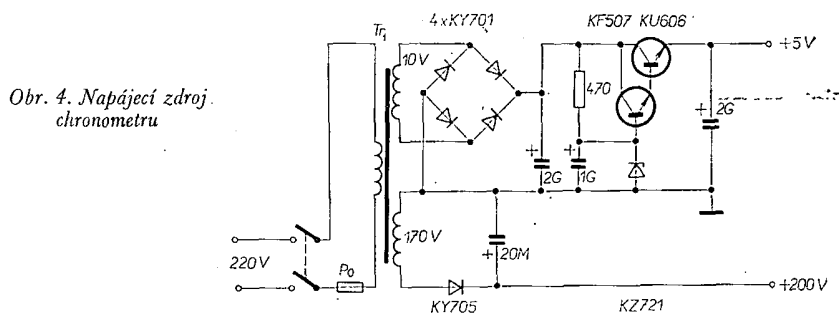 Obr. 4. Napájecí zdroj
chronometru
Tr1
4xKY701
KF507 KU606
10V
470
+5V
+
2G
+
2G
+
1G
170V
+
20M
220V
Po
KY705
KZ721
+200V